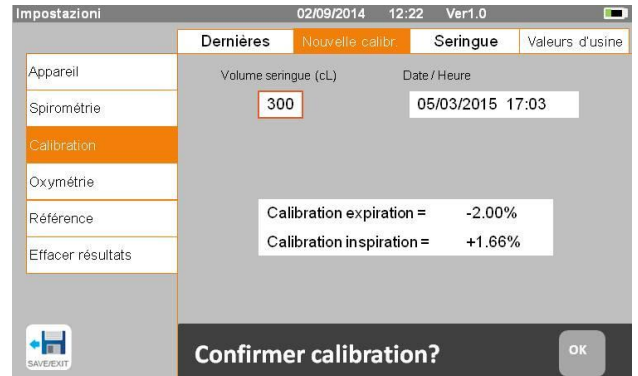 Impostazioni 02/09/2014 12:22 Ver1.0
Dernières Nouvelle calibr. Seringue Valeurs d'usine
Appareil
Spirométrie
Calibration
Oxymétrie
Référence
Effacer résultats
Volume seringue (cL) Date / Heure
300 05/03/2015 17:03
Calibration expiration = -2.00%
Calibration inspiration = +1.66%
SAVE/EXIT
Confirmer calibration? OK